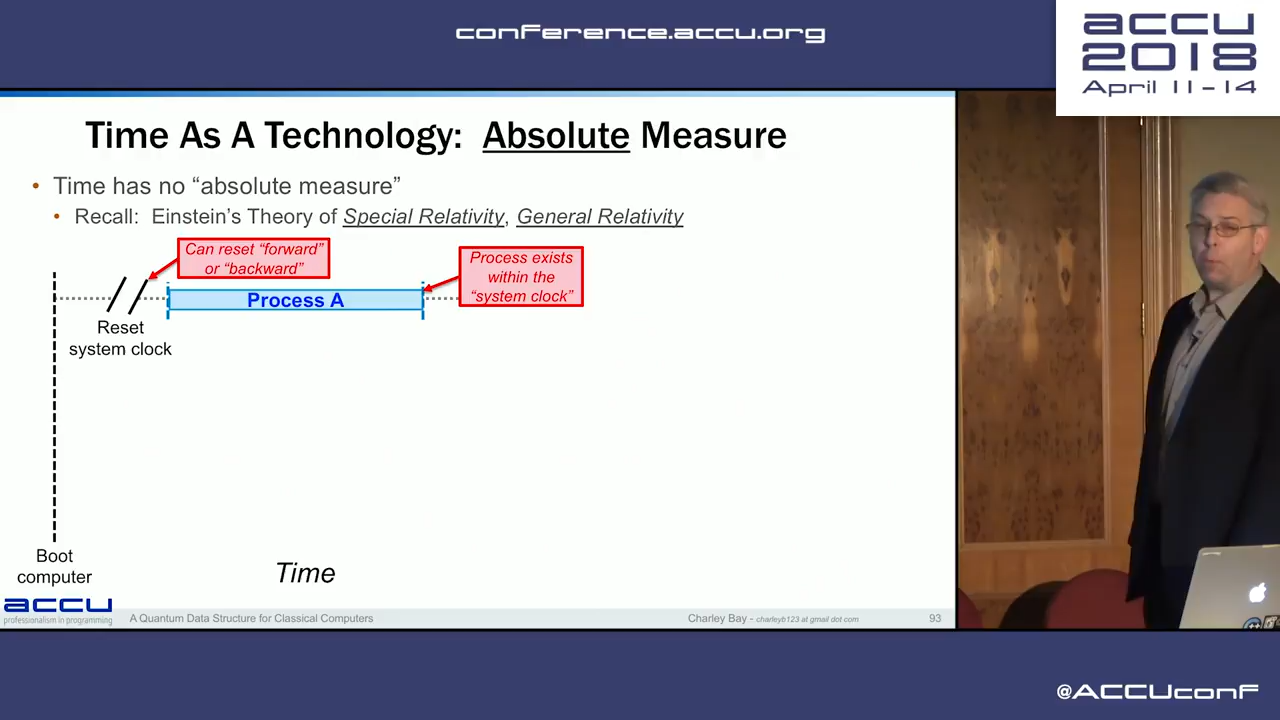 conference.accu.org
accu
2018
April 11-14
Time As A Technology: Absolute Measure
• Time has no “absolute measure”
• Recall: Einstein’s Theory of Special Relativity, General Relativity
Can reset “forward”
or “backward”
Process exists
within the
“system clock”
Process A
Reset
system clock
Boot
computer
Time
accu
professionalism in programming
A Quantum Data Structure for Classical Computers
Charley Bay - charleyb123 at gmail dot com
93
@ACCUconf